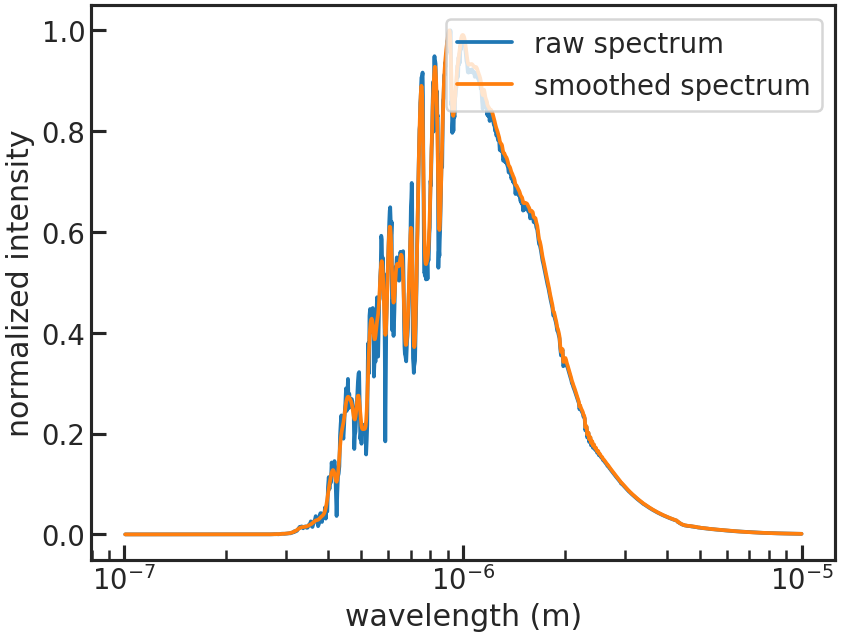 raw spectrum
smoothed spectrum
normalized intensity
1.0
0.8
0.6
0.4
0.2
0.0
10⁻⁷
10⁻⁶
10⁻⁵
wavelength (m)